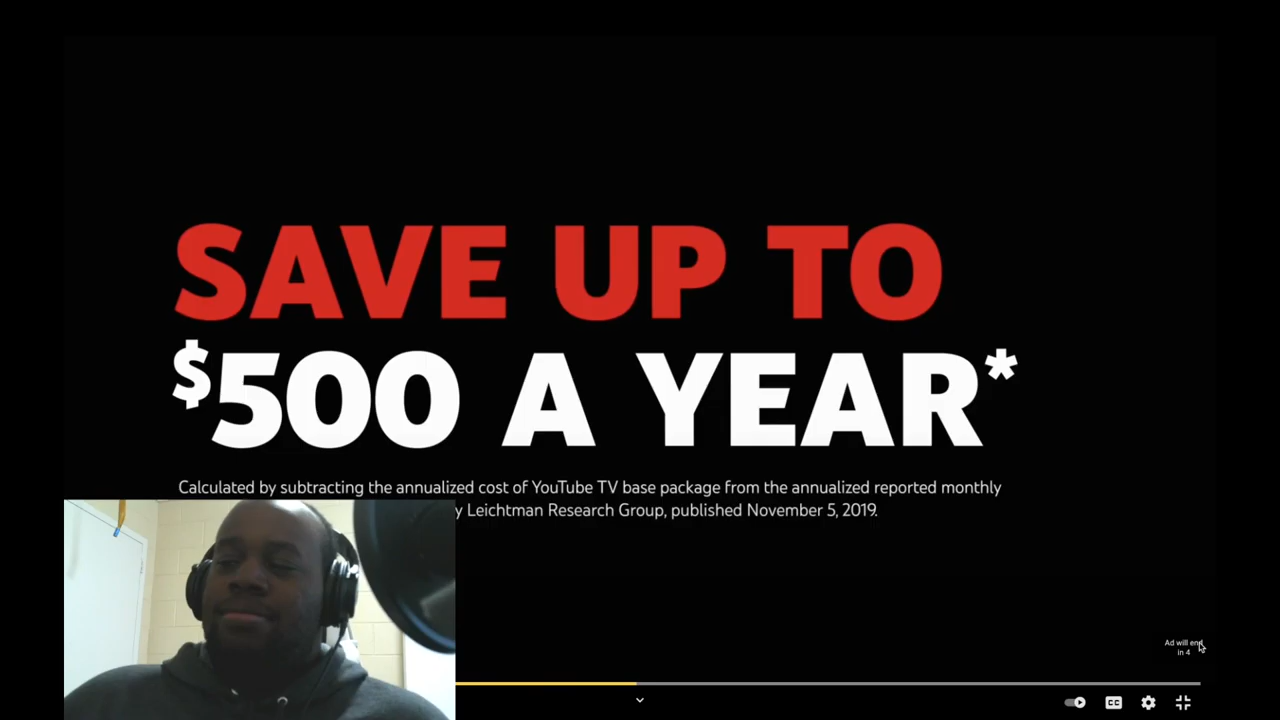 SAVE UP TO
$500 A YEAR*
Calculated by subtracting the annualized cost of YouTube TV base package from the annualized reported monthly
y Leichtman Research Group, published November 5, 2019.
Ad will end
in 4
CC